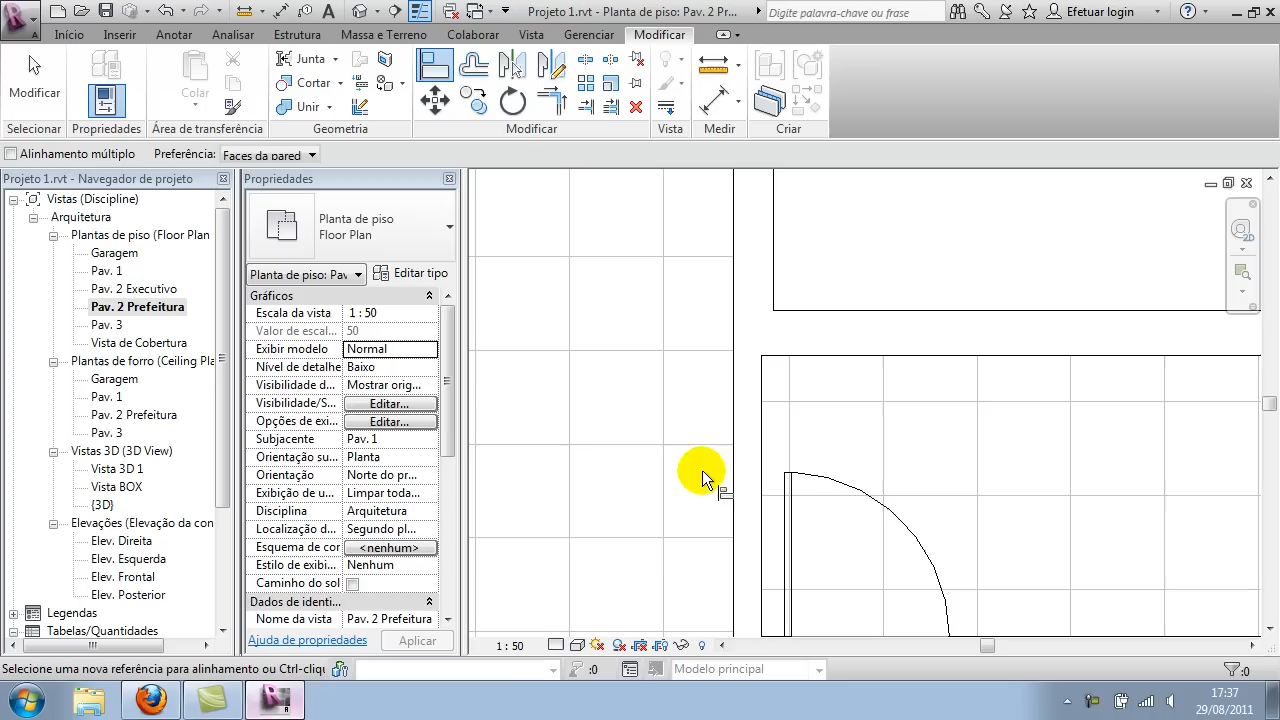 Projeto 1.rvt - Planta de piso: Pav. 2 Pr...
Digite palavra-chave ou frase
Efetuar login
Início
Inserir
Anotar
Analisar
Estrutura
Massa e Terreno
Colaborar
Vista
Gerenciar
Modificar
Modificar
Colar
Junta
Cortar
Unir
Selecionar
Propriedades
Área de transferência
Geometria
Modificar
Vista
Medir
Criar
Alinhamento múltiplo
Preferência:
Faces da pared
Projeto 1.rvt - Navegador de projeto
Vistas (Discipline)
Arquitetura
Plantas de piso (Floor Plan
Garagem
Pav. 1
Pav. 2 Executivo
Pav. 2 Prefeitura
Pav. 3
Vista de Cobertura
Plantas de forro (Ceiling Pla
Garagem
Pav. 1
Pav. 2 Prefeitura
Pav. 3
Vistas 3D (3D View)
Vista 3D 1
Vista BOX
{3D}
Elevações (Elevação da con
Elev. Direita
Elev. Esquerda
Elev. Frontal
Elev. Posterior
Legendas
Tabelas/Quantidades
Propriedades
Planta de piso
Floor Plan
Planta de piso: Pav
Editar tipo
Gráficos
Escala da vista 1 : 50
Valor de escal... 50
Exibir modelo Normal
Nível de detalhe Baixo
Visibilidade d... Mostrar orig...
Visibilidade/S... Editar...
Opções de exi... Editar...
Subjacente Pav. 1
Orientação su... Planta
Orientação Norte do pr...
Exibição de u... Limpar toda...
Disciplina Arquitetura
Localização d... Segundo pl...
Esquema de cor <nenhum>
Estilo de exibi... Nenhum
Caminho do sol
Dados de identi...
Nome da vista Pav. 2 Prefeitura
Ajuda de propriedades
Aplicar
2D
1 : 50
Selecione uma nova referência para alinhamento ou Ctrl-cliqu
:0
Modelo principal
:0
17:37
29/08/2011